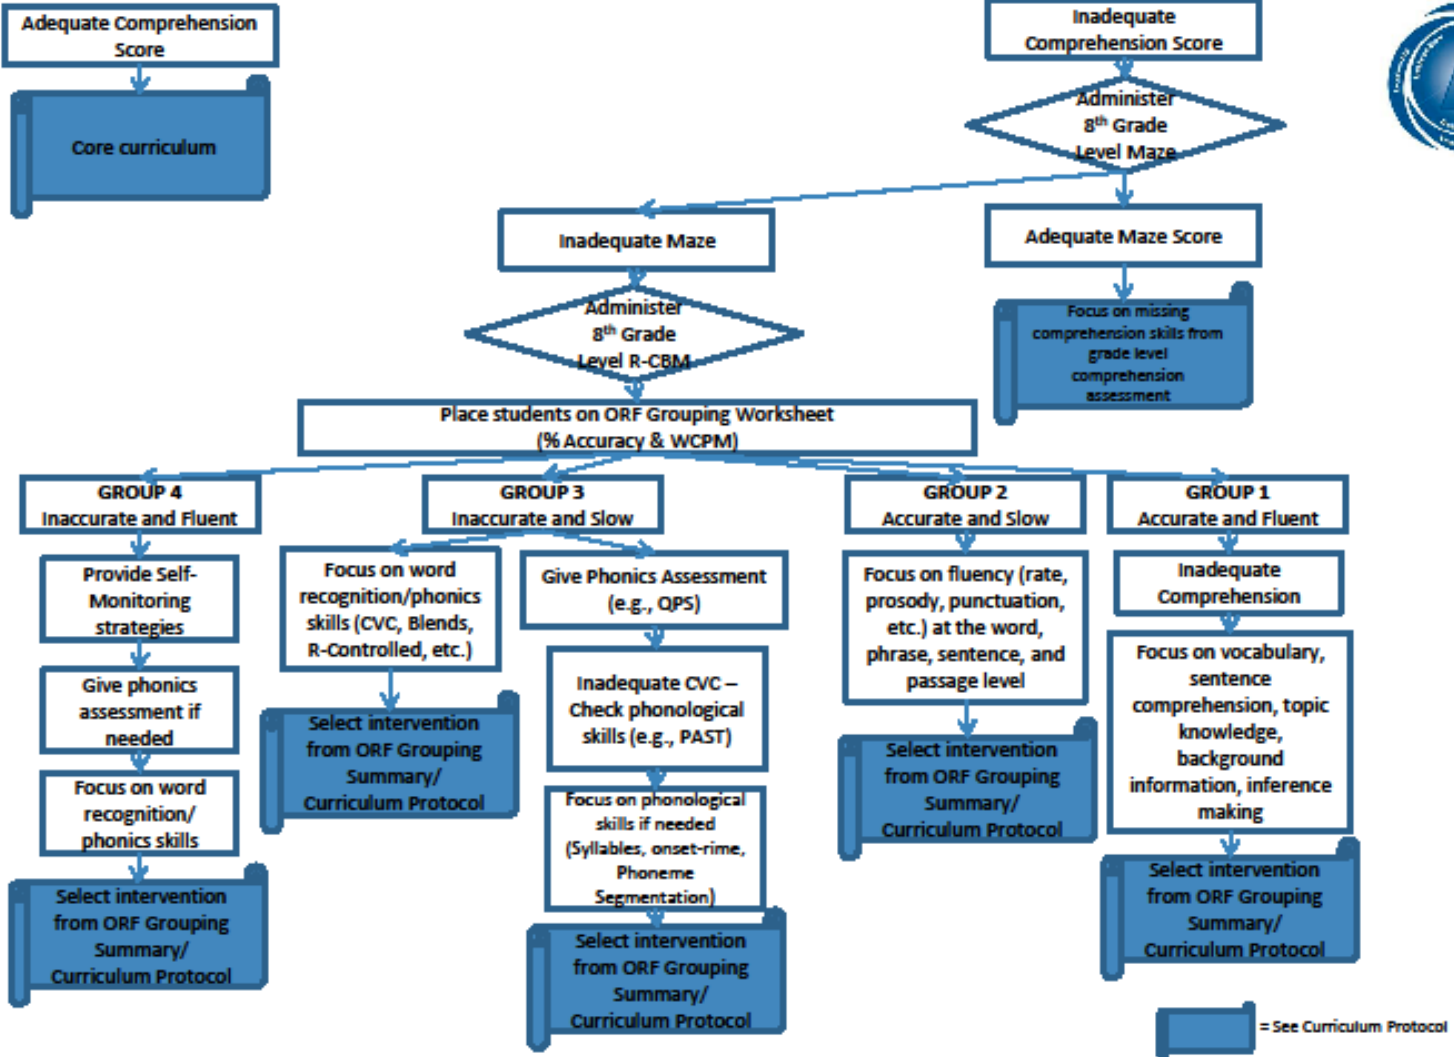 Adequate Comprehension
Score
Core curriculum
Inadequate
Comprehension Score
Administer
8th Grade
Level Maze
Inadequate Maze
Adequate Maze Score
Administer
8th Grade
Level R-CBM
Focus on missing
comprehension skills from
grade level
comprehension
assessment
Place students on ORF Grouping Worksheet
(% Accuracy & WCPM)
GROUP 4
Inaccurate and Fluent
Provide Self-
Monitoring
strategies
Give phonics
assessment if
needed
Focus on word
recognition/
phonics skills
Select intervention
from ORF Grouping
Summary/
Curriculum Protocol
GROUP 3
Inaccurate and Slow
Focus on word
recognition/phonics
skills (CVC, Blends,
R-Controlled, etc.)
Select intervention
from ORF Grouping
Summary/
Curriculum Protocol
Give Phonics Assessment
(e.g., QPS)
Inadequate CVC –
Check phonological
skills (e.g., PAST)
Focus on phonological
skills if needed
(Syllables, onset-rime,
Phoneme
Segmentation)
Select intervention
from ORF Grouping
Summary/
Curriculum Protocol
GROUP 2
Accurate and Slow
Focus on fluency (rate,
prosody, punctuation,
etc.) at the word,
phrase, sentence, and
passage level
Select intervention
from ORF Grouping
Summary/
Curriculum Protocol
GROUP 1
Accurate and Fluent
Inadequate
Comprehension
Focus on vocabulary,
sentence
comprehension, topic
knowledge,
background
information, inference
making
Select intervention
from ORF Grouping
Summary/
Curriculum Protocol
= See Curriculum Protocol